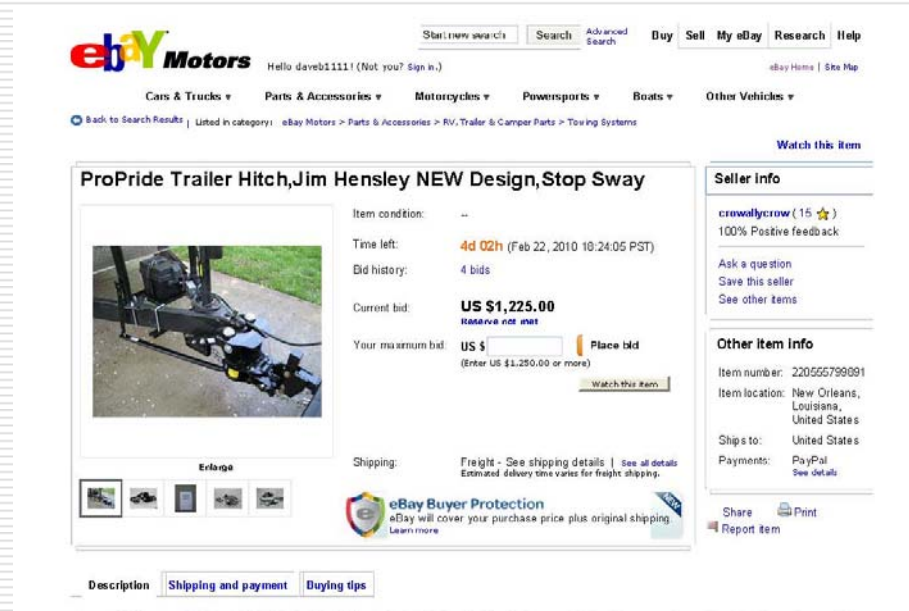 Start new search Search Advanced Search Buy Sell My eBay Research Help
ebY Motors Hello daveb1111! (Not you? Sign in.) eBay Home | Site Map
Cars & Trucks Parts & Accessories Motorcycles Powersports Boats Other Vehicles
Back to Search Results | Listed in category: eBay Motors > Parts & Accessories > RV, Trailer & Camper Parts > Towing Systems
Watch this item
ProPride Trailer Hitch,Jim Hensley NEW Design,Stop Sway
Item condition: --
Time left: 4d 02h (Feb 22, 2010 18:24:05 PST)
Bid history: 4 bids
Current bid: US $1,225.00
Reserve not met
Your maximum bid: US $ Place bid
(Enter US $1,250.00 or more)
Watch this item
Enlarge
Shipping: Freight - See shipping details | See all details
Estimated delivery time varies for freight shipping.
eBay Buyer Protection NEW
eBay will cover your purchase price plus original shipping.
Learn more
Seller info
crowallycrow ( 15 )
100% Positive feedback
Ask a question
Save this seller
See other items
Other item info
Item number: 220555799891
Item location: New Orleans,
Louisiana,
United States
Ships to: United States
Payments: PayPal
See details
Share Print
Report item
Description Shipping and payment Buying tips